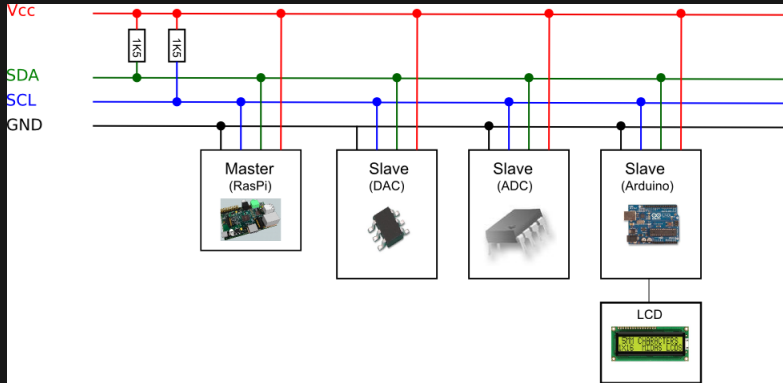 Vcc
1K5
1K5
SDA
SCL
GND
Master
(RasPi)
Slave
(DAC)
Slave
(ADC)
Slave
(Arduino)
LCD